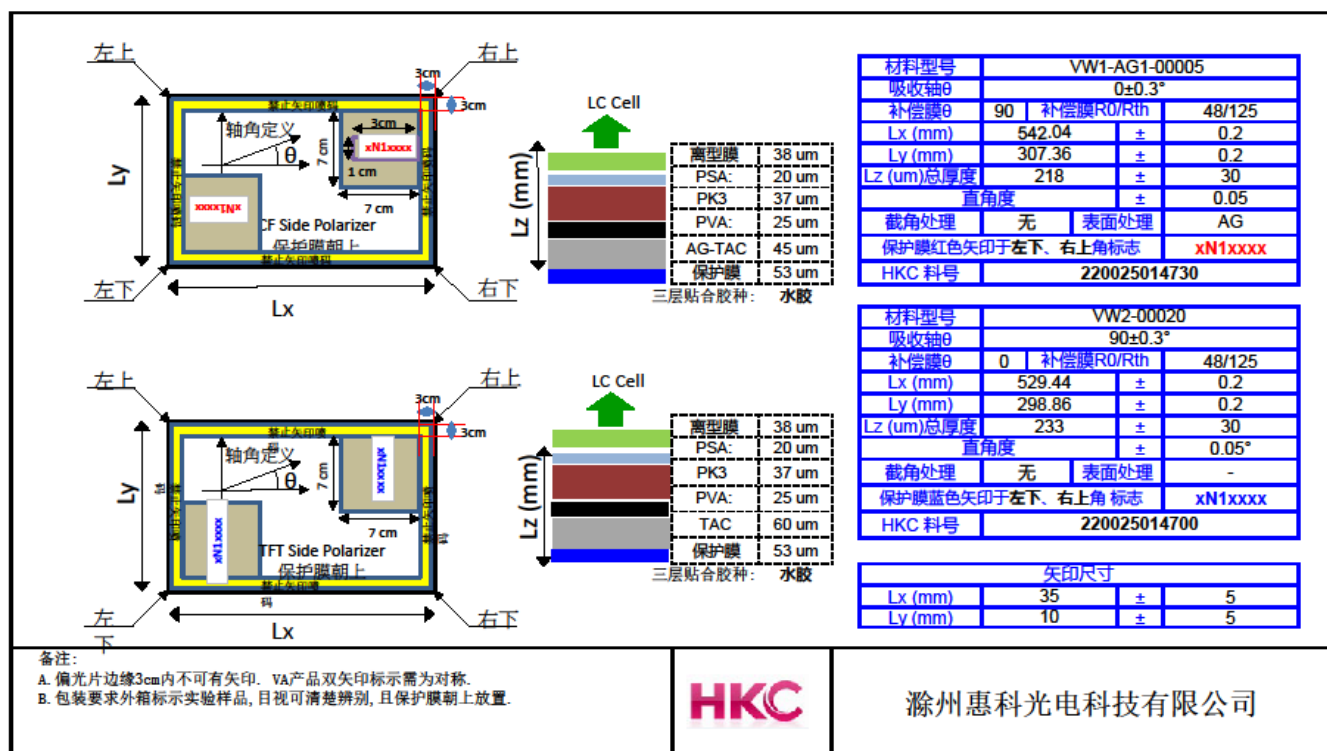 左上
右上
3cm
3cm
禁止矢印喷码
轴角定义
θ
3cm
7 cm
xN1xxxx
1 cm
7 cm
xN1xxxx
CF Side Polarizer
保护膜朝上
禁止矢印喷码
Ly
Lx
左下
右下
LC Cell
Lz (mm)
离型膜 38 um
PSA: 20 um
PK3 37 um
PVA: 25 um
AG-TAC 45 um
保护膜 53 um
三层贴合胶种: 水胶
材料型号 VW1-AG1-00005
吸收轴θ 0±0.3°
补偿膜θ 90 补偿膜R0/Rth 48/125
Lx (mm) 542.04 ± 0.2
Ly (mm) 307.36 ± 0.2
Lz (um)总厚度 218 ± 30
直角度 ± 0.05
截角处理 无 表面处理 AG
保护膜红色矢印于左下、右上角标志 xN1xxxx
HKC 料号 220025014730
左上
右上
3cm
3cm
禁止矢印喷
码
轴角定义
θ
7 cm
xN1xxxx
7 cm
xN1xxxx
TFT Side Polarizer
保护膜朝上
禁止矢印喷
码
Ly
Lx
左
下
右下
LC Cell
Lz (mm)
离型膜 38 um
PSA: 20 um
PK3 37 um
PVA: 25 um
TAC 60 um
保护膜 53 um
三层贴合胶种: 水胶
材料型号 VW2-00020
吸收轴θ 90±0.3°
补偿膜θ 0 补偿膜R0/Rth 48/125
Lx (mm) 529.44 ± 0.2
Ly (mm) 298.86 ± 0.2
Lz (um)总厚度 233 ± 30
直角度 ± 0.05°
截角处理 无 表面处理 -
保护膜蓝色矢印于左下、右上角 标志 xN1xxxx
HKC 料号 220025014700
矢印尺寸
Lx (mm) 35 ± 5
Ly (mm) 10 ± 5
备注:
A. 偏光片边缘3cm内不可有矢印. VA产品双矢印标示需为对称.
B. 包装要求外箱标示实验样品, 目视可清楚辨别, 且保护膜朝上放置.
HKC
滁州惠科光电科技有限公司